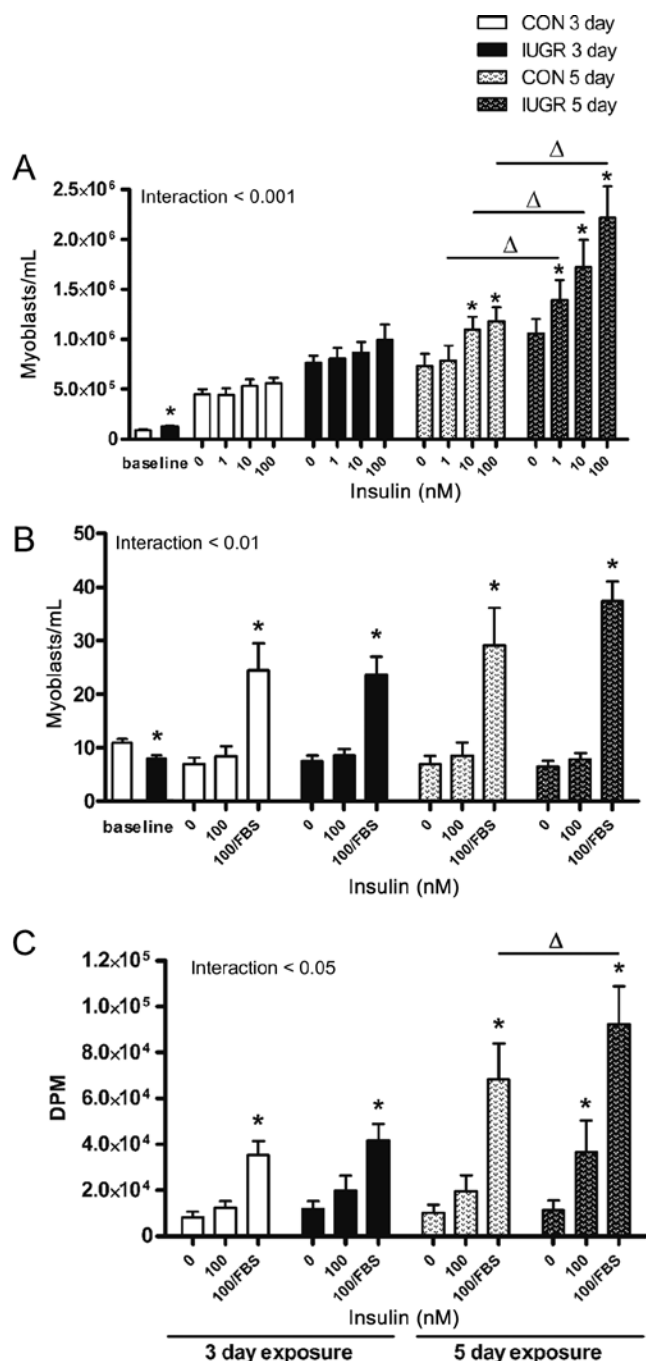 CON 3 day
IUGR 3 day
CON 5 day
IUGR 5 day
A
Interaction < 0.001
Δ
Δ
Δ
* * * * * *
Myoblasts/mL
2.5×10⁶
2.0×10⁶
1.5×10⁶
1.0×10⁶
5.0×10⁵
0
baseline 0 1 10 100 0 1 10 100 0 1 10 100 0 1 10 100
Insulin (nM)
B
Interaction < 0.01
* * * * *
Myoblasts/mL
50
40
30
20
10
0
baseline 0 100 100/FBS 0 100 100/FBS 0 100 100/FBS 0 100 100/FBS
Insulin (nM)
C
Interaction < 0.05
Δ
* * * * *
DPM
1.2×10⁵
1.0×10⁵
8.0×10⁴
6.0×10⁴
4.0×10⁴
2.0×10⁴
0
0 100 100/FBS 0 100 100/FBS 0 100 100/FBS 0 100 100/FBS
Insulin (nM)
3 day exposure 5 day exposure